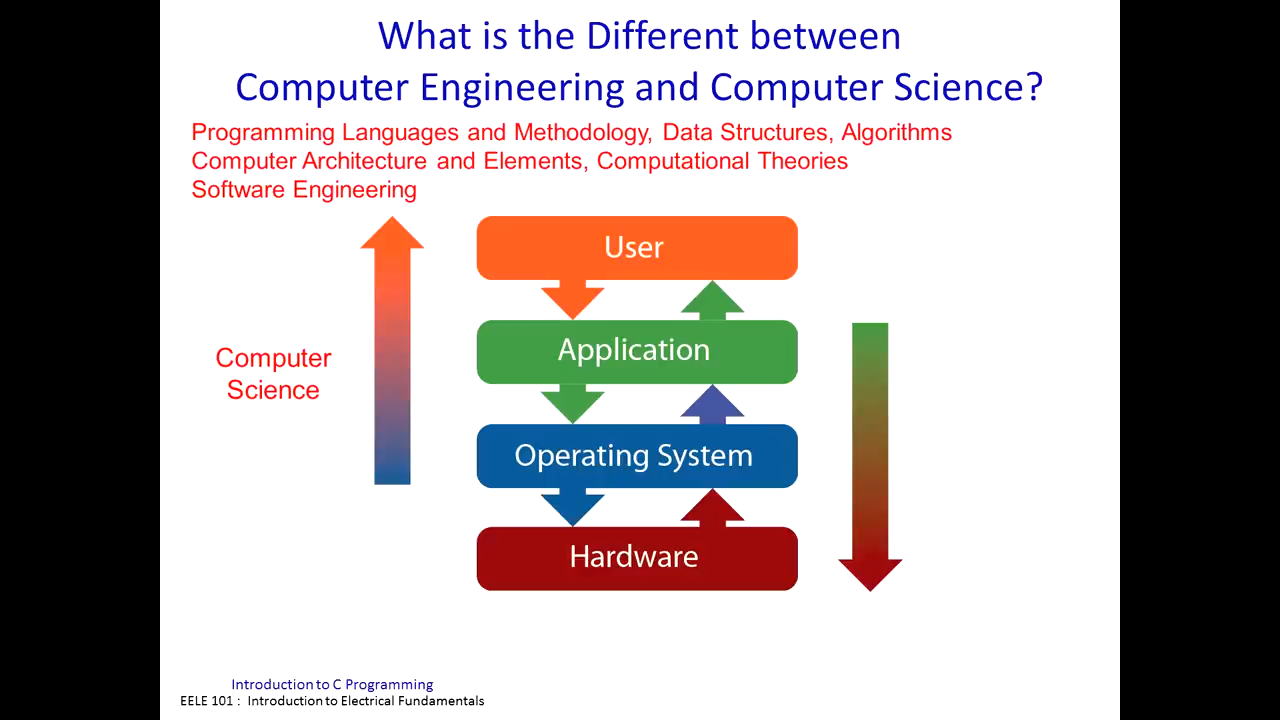 What is the Different between
Computer Engineering and Computer Science?
Programming Languages and Methodology, Data Structures, Algorithms
Computer Architecture and Elements, Computational Theories
Software Engineering
User
Application
Computer
Science
Operating System
Hardware
Introduction to C Programming
EELE 101 : Introduction to Electrical Fundamentals